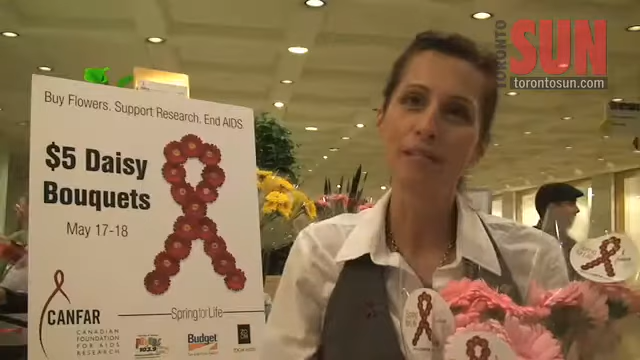 TORONTO
SUN
torontosun.com
Buy Flowers. Support Research. End AIDS.
$5 Daisy
Bouquets
May 17-18
Spring for Life
CANFAR
CANADIAN
FOUNDATION
FOR AIDS
RESEARCH
Budget